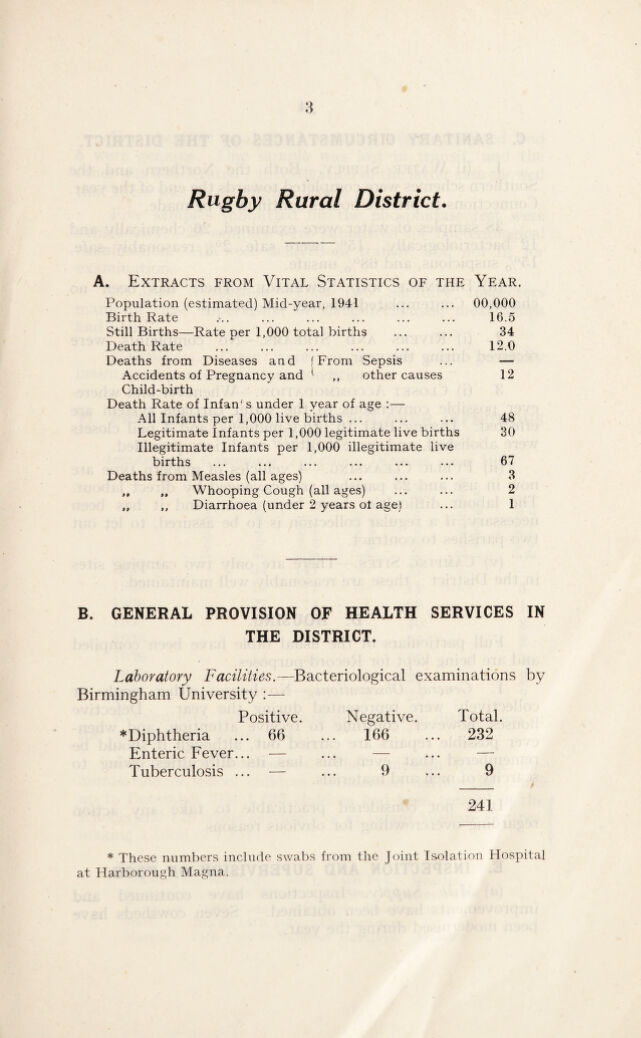 3
Rugby Rural District.
A. EXTRACTS FROM VITAL STATISTICS OF THE YEAR.
Population (estimated) Mid-year, 1941 ... ... 00,000
Birth Rate ... ... ... ... ... ... 16.5
Still Births—Rate per 1,000 total births ... ... 34
Death Rate ... ... ... ... ... ... 12.0
Deaths from Diseases and { From Sepsis ... —
Accidents of Pregnancy and „ other causes 12
Child-birth
Death Rate of Infan's under 1 year of age :—
All Infants per 1,000 live births ... ... ... 48
Legitimate Infants per 1,000 legitimate live births 30
Illegitimate Infants per 1,000 illegitimate live
births ... ... ... ... ... ... 67
Deaths from Measles (all ages) ... ... ... 3
„ „ Whooping Cough (all ages) ... ... 2
„ „ Diarrhoea (under 2 years ot age) ... 1
B. GENERAL PROVISION OF HEALTH SERVICES IN
THE DISTRICT.
Laboratory Facilities.—Bacteriological examinations by
Birmingham University :—
Positive. Negative. Total.
*Diphtheria ... 66 ... 166 ... 232
Enteric Fever... — ... — ... —
Tuberculosis ... — ... 9 ... 9
241
* These numbers include swabs from the Joint Isolation Hospital
at Harborough Magna.